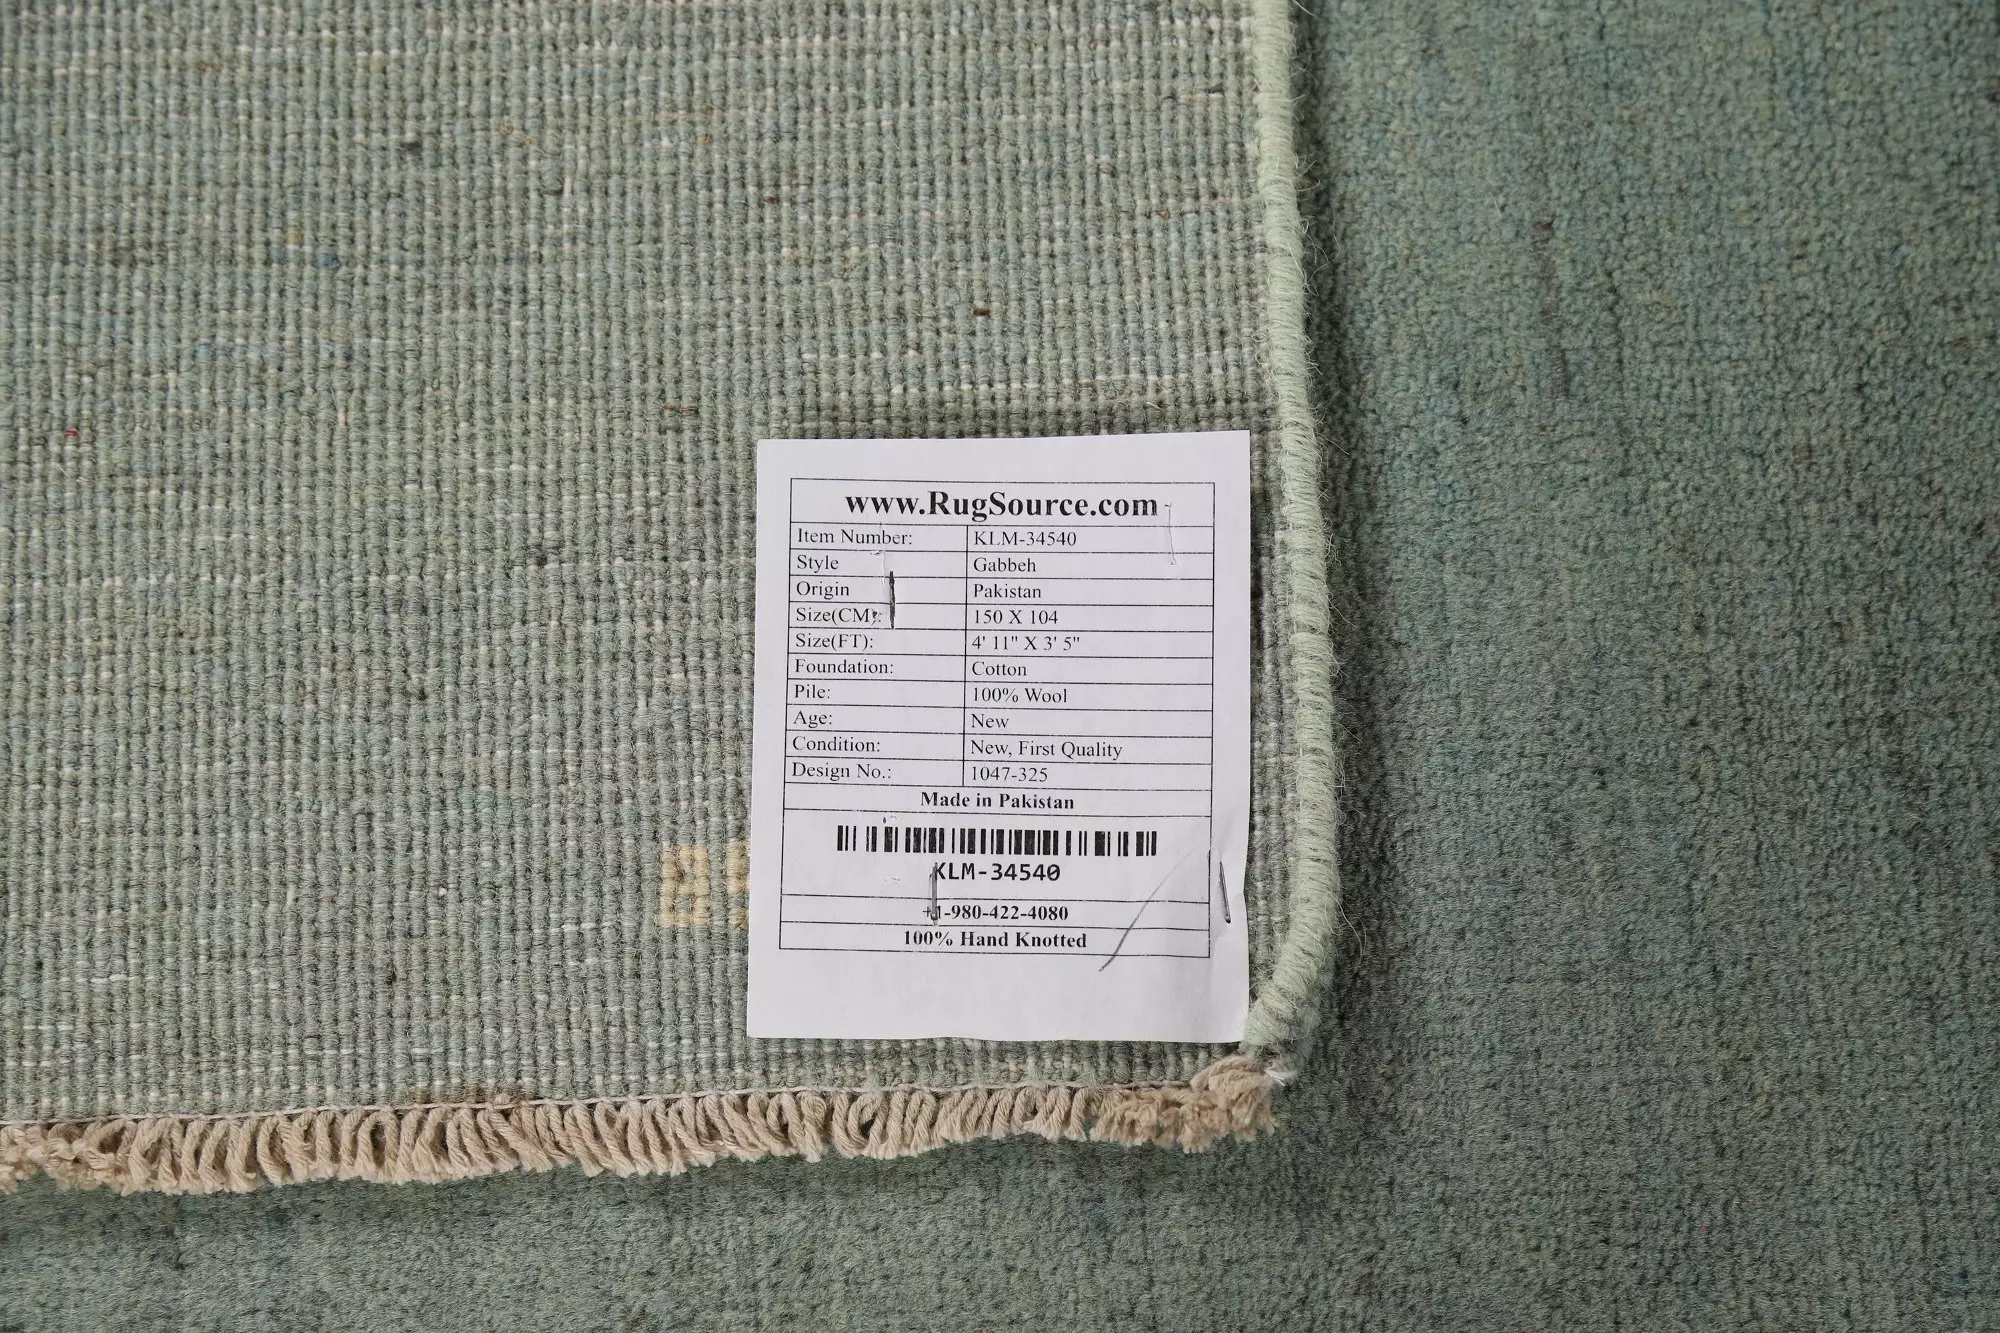 www.RugSource.com
Item Number: KLM-34540
Style Gabbeh
Origin Pakistan
Size(CM): 150 X 104
Size(FT): 4' 11" X 3' 5"
Foundation: Cotton
Pile: 100% Wool
Age: New
Condition: New, First Quality
Design No.: 1047-325
Made in Pakistan
KLM-34540
+1-980-422-4080
100% Hand Knotted